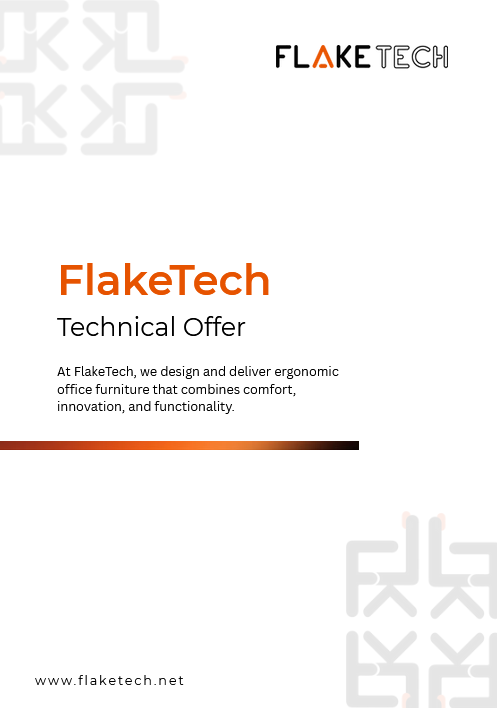 FLAKETECH
FlakeTech
Technical Offer
At FlakeTech, we design and deliver ergonomic
office furniture that combines comfort,
innovation, and functionality.
www.flaketech.net